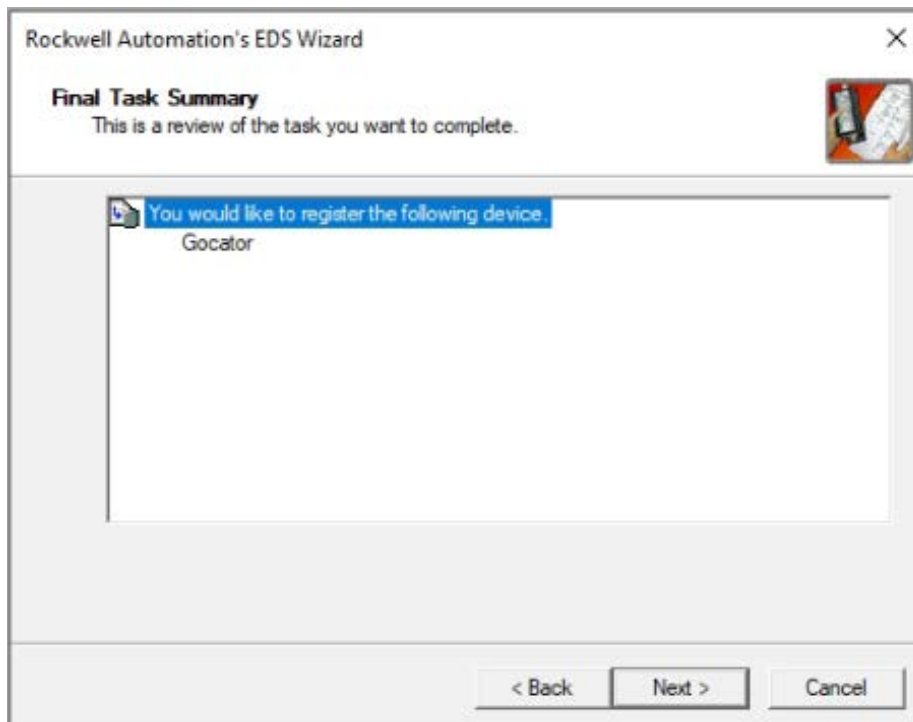 Rockwell Automation's EDS Wizard
Final Task Summary
This is a review of the task you want to complete.
You would like to register the following device.
Gocator
< Back
Next >
Cancel